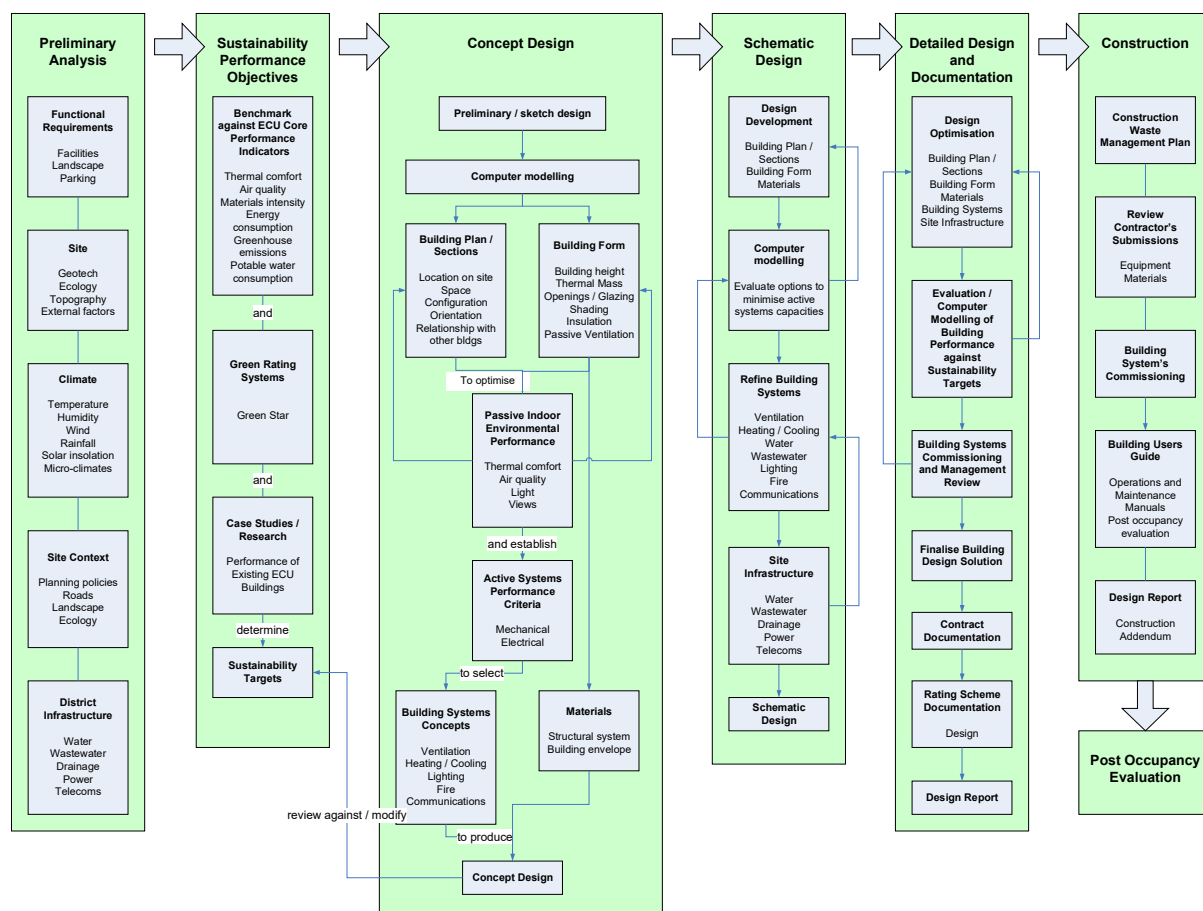 Preliminary
Analysis
Functional
Requirements
Facilities
Landscape
Parking
Site
Geotech
Ecology
Topography
External factors
Climate
Temperature
Humidity
Wind
Rainfall
Solar insolation
Micro-climates
Site Context
Planning policies
Roads
Landscape
Ecology
District
Infrastructure
Water
Wastewater
Drainage
Power
Telecoms
Sustainability
Performance
Objectives
Benchmark
against ECU Core
Performance
Indicators
Thermal comfort
Air quality
Materials intensity
Energy
consumption
Greenhouse
emissions
Potable water
consumption
and
Green Rating
Systems
Green Star
and
Case Studies /
Research
Performance of
Existing ECU
Buildings
determine
Sustainability
Targets
Concept Design
Preliminary / sketch design
Computer modelling
Building Plan /
Sections
Location on site
Space
Configuration
Orientation
Relationship with
other bldgs
Building Form
Building height
Thermal Mass
Openings / Glazing
Shading
Insulation
Passive Ventilation
To optimise
Passive Indoor
Environmental
Performance
Thermal comfort
Air quality
Light
Views
and establish
Active Systems
Performance
Criteria
Mechanical
Electrical
to select
Building Systems
Concepts
Ventilation
Heating / Cooling
Lighting
Fire
Communications
Materials
Structural system
Building envelope
review against / modify
to produce
Concept Design
Schematic
Design
Design
Development
Building Plan /
Sections
Building Form
Materials
Computer
modelling
Evaluate options to
minimise active
systems capacities
Refine Building
Systems
Ventilation
Heating / Cooling
Water
Wastewater
Lighting
Fire
Communications
Site
Infrastructure
Water
Wastewater
Drainage
Power
Telecoms
Schematic
Design
Detailed Design
and
Documentation
Design
Optimisation
Building Plan /
Sections
Building Form
Materials
Building Systems
Site Infrastructure
Evaluation /
Computer
Modelling of
Building
Performance
against
Sustainability
Targets
Building Systems
Commissioning
and Management
Review
Finalise Building
Design Solution
Contract
Documentation
Rating Scheme
Documentation
Design
Design Report
Construction
Construction
Waste
Management Plan
Review
Contractor's
Submissions
Equipment
Materials
Building
System's
Commissioning
Building Users
Guide
Operations and
Maintenance
Manuals
Post occupancy
evaluation
Design Report
Construction
Addendum
Post Occupancy
Evaluation